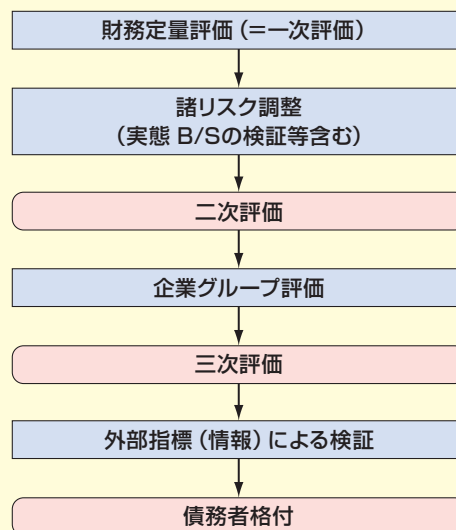 財務定量評価（＝一次評価）
諸リスク調整
（実態 B/Sの検証等含む）
二次評価
企業グループ評価
三次評価
外部指標（情報）による検証
債務者格付